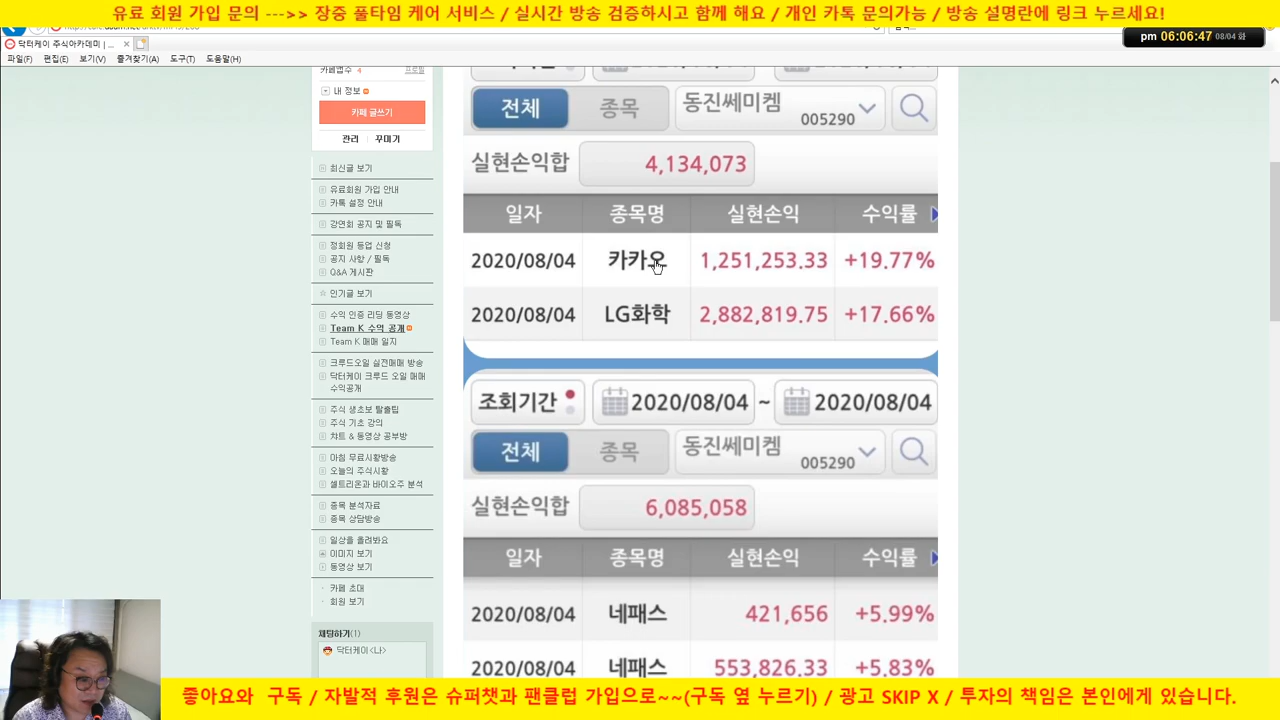 유료 회원 가입 문의 --->> 장중 풀타임 케어 서비스 / 실시간 방송 검증하시고 함께 해요 / 개인 카톡 문의가능 / 방송 설명란에 링크 누르세요!
pm 06:06:47 08/04 화
닥터케이 주식아카데미 | ...
파일(F) 편집(E) 보기(V) 즐겨찾기(A) 도구(T) 도움말(H)
카페멤수 4 프로필
내 정보
카페 글쓰기
관리 꾸미기
최신글 보기
유료회원 가입 안내
카톡 설정 안내
강연회 공지 및 필독
정회원 등업 신청
공지 사항 / 필독
Q&A 게시판
인기글 보기
수익 인증 리딩 동영상
Team K 수익 공개
Team K 매매 일지
크루드오일 실전매매 방송
닥터케이 크루드 오일 매매
수익공개
주식 생초보 탈출팁
주식 기초 강의
챠트 & 동영상 공부방
아침 무료시황방송
오늘의 주식시황
셀트리온과 바이오주 분석
종목 분석자료
종목 상담방송
일상을 올려봐요
이미지 보기
동영상 보기
카페 초대
회원 보기
채팅하기(1)
닥터케이<나>
전체 종목 동진쎄미켐 005290
실현손익합 4,134,073
일자 종목명 실현손익 수익률
2020/08/04 카카오 1,251,253.33 +19.77%
2020/08/04 LG화학 2,882,819.75 +17.66%
조회기간 2020/08/04 ~ 2020/08/04
전체 종목 동진쎄미켐 005290
실현손익합 6,085,058
일자 종목명 실현손익 수익률
2020/08/04 네패스 421,656 +5.99%
2020/08/04 네패스 553,826.33 +5.83%
좋아요와 구독 / 자발적 후원은 슈퍼챗과 팬클럽 가입으로~~(구독 옆 누르기) / 광고 SKIP X / 투자의 책임은 본인에게 있습니다.